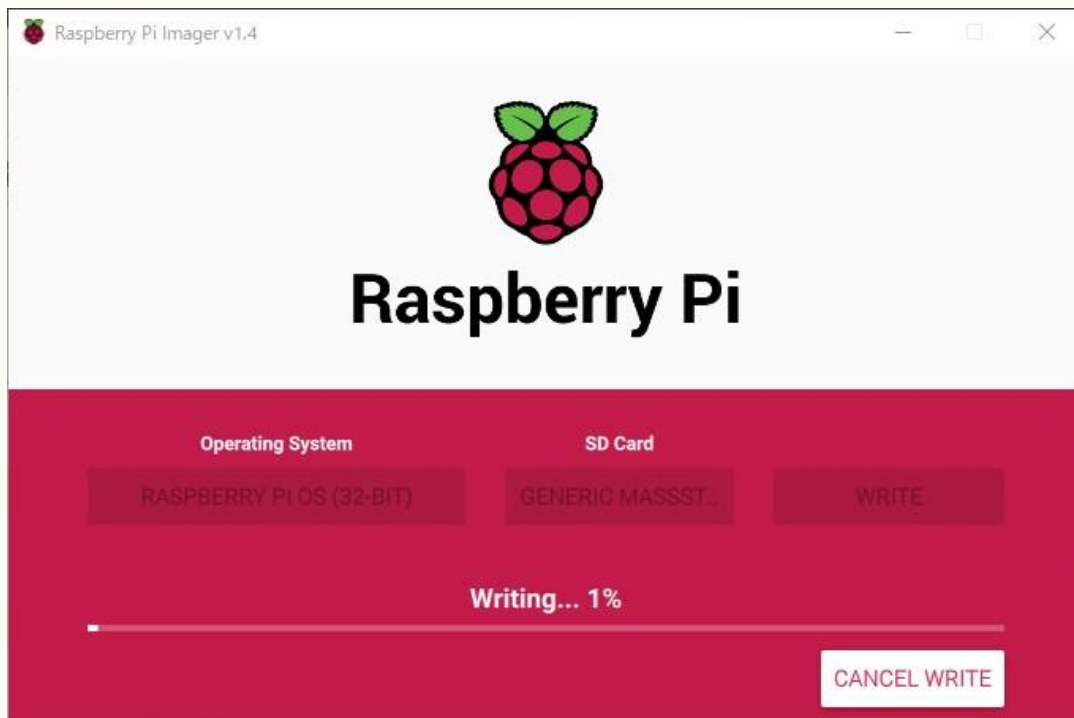 Raspberry Pi Imager v1.4
Raspberry Pi
Operating System
SD Card
RASPBERRY PI OS (32-BIT)
GENERIC MASSST...
WRITE
Writing... 1%
CANCEL WRITE